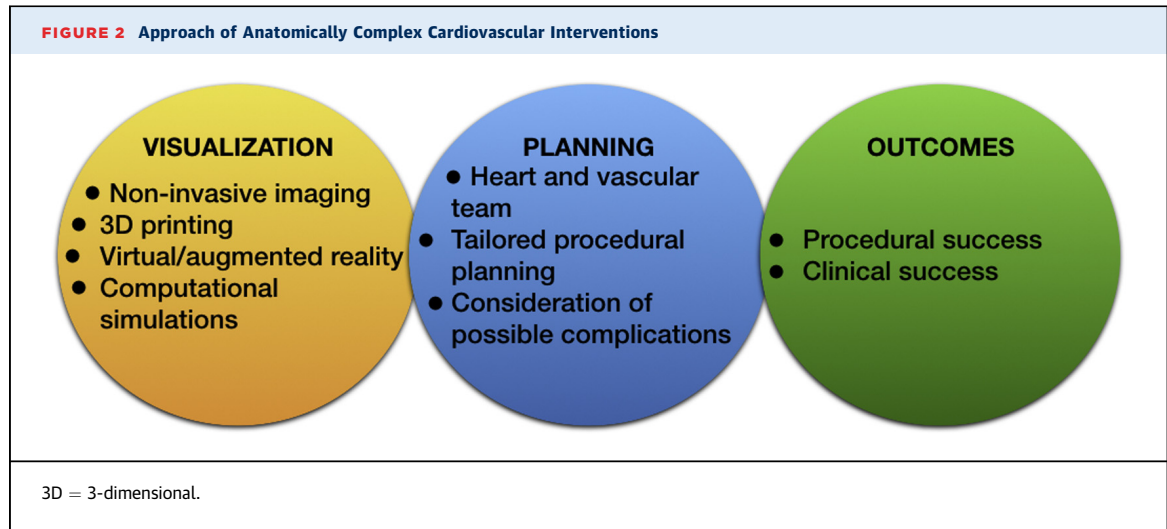 FIGURE 2 Approach of Anatomically Complex Cardiovascular Interventions
VISUALIZATION
● Non-invasive imaging
● 3D printing
● Virtual/augmented reality
● Computational
simulations
PLANNING
● Heart and vascular
team
● Tailored procedural
planning
● Consideration of
possible complications
OUTCOMES
● Procedural success
● Clinical success
3D = 3-dimensional.